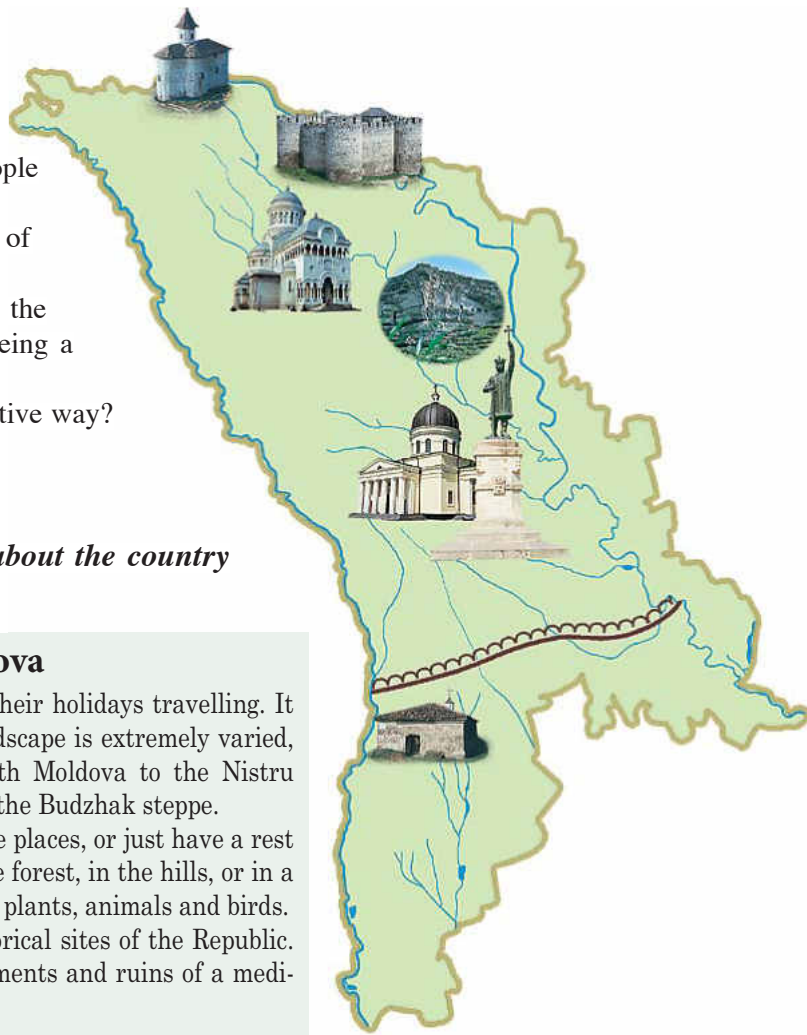 ople
of
the
eing a
tive way?
about the country
ova
heir holidays travelling. It
dscape is extremely varied,
th Moldova to the Nistru
the Budzhak steppe.
e places, or just have a rest
e forest, in the hills, or in a
plants, animals and birds.
orical sites of the Republic.
ments and ruins of a medi-